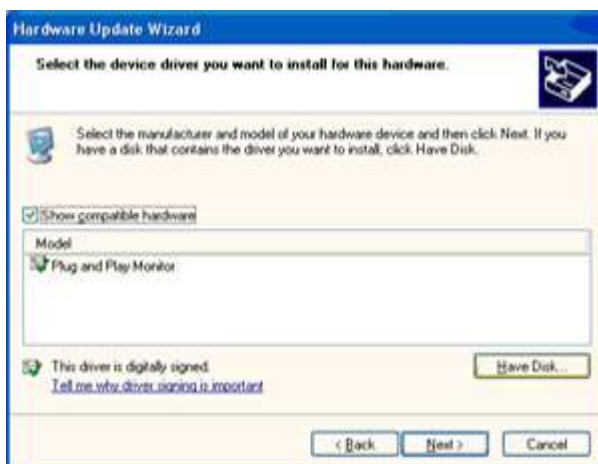 Hardware Update Wizard
Select the device driver you want to install for this hardware.
Select the manufacturer and model of your hardware device and then click Next. If you
have a disk that contains the driver you want to install, click Have Disk.
Show compatible hardware
Model
Plug and Play Monitor
This driver is digitally signed.
Have Disk...
Tell me why driver signing is important
< Back
Next >
Cancel